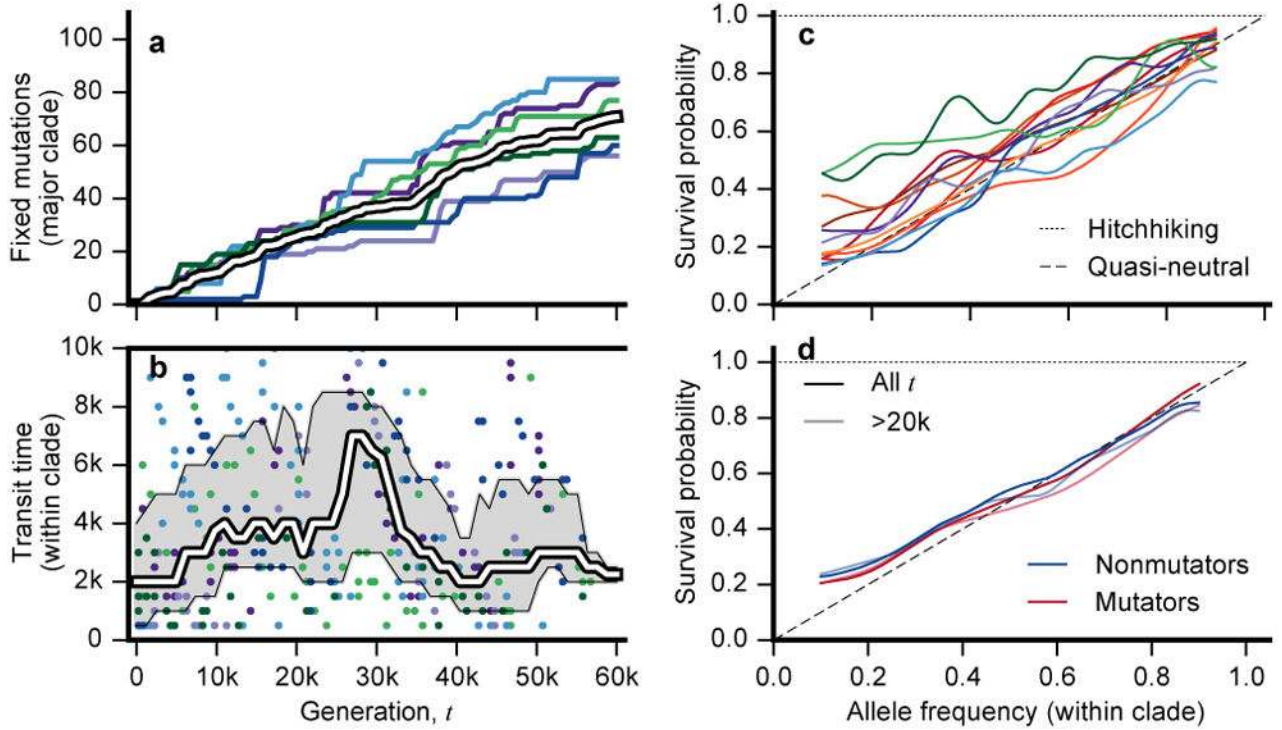 a
100
80
60
40
20
0
Fixed mutations
(major clade)
b
10k
8k
6k
4k
2k
0
Transit time
(within clade)
0 10k 20k 30k 40k 50k 60k
Generation, t
c
1.0
0.8
0.6
0.4
0.2
0.0
Survival probability
Hitchhiking
Quasi-neutral
d
1.0
0.8
0.6
0.4
0.2
0.0
Survival probability
All t
>20k
Nonmutators
Mutators
0.0 0.2 0.4 0.6 0.8 1.0
Allele frequency (within clade)